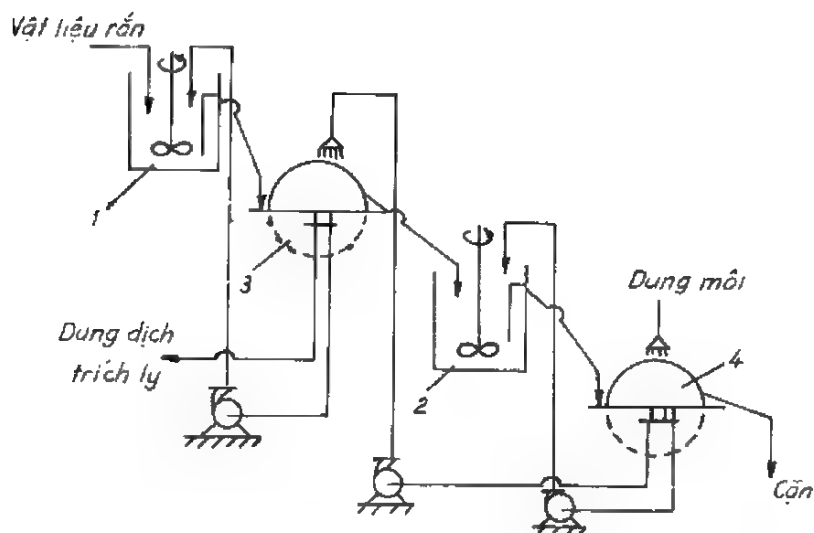 Vật liệu rắn
1
3
Dung dịch
trích ly
2
Dung môi
4
Cặn